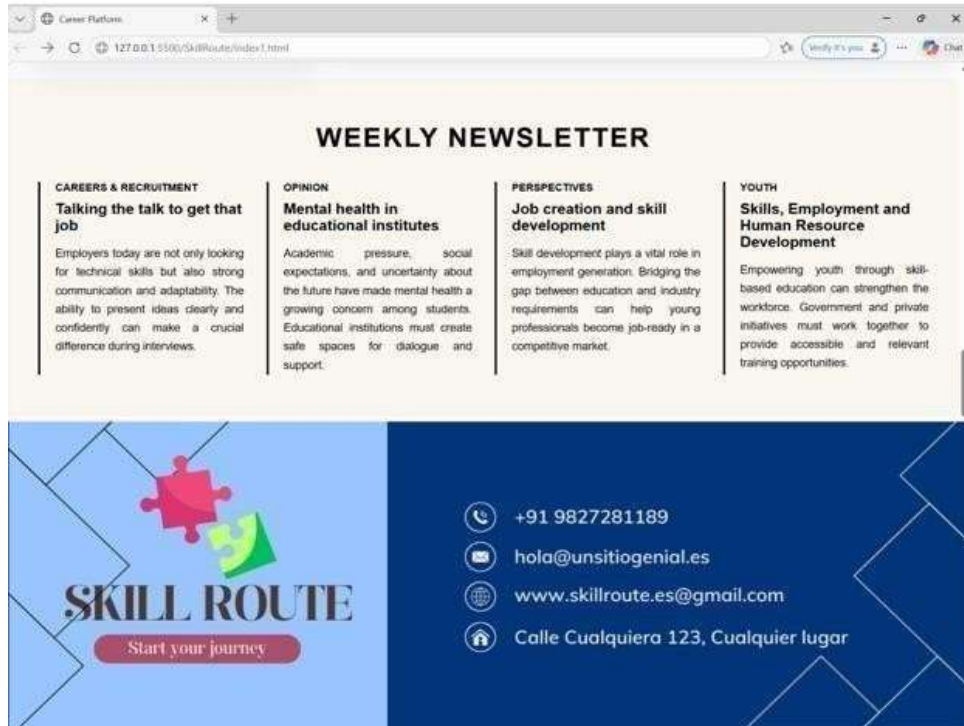 Career Platform
127.0.0.1:5500/SkillRoute/index1.html
Verify it's you
Chat
WEEKLY NEWSLETTER
CAREERS & RECRUITMENT
Talking the talk to get that
job
Employers today are not only looking
for technical skills but also strong
communication and adaptability. The
ability to present ideas clearly and
confidently can make a crucial
difference during interviews.
OPINION
Mental health in
educational institutes
Academic pressure, social
expectations, and uncertainty about
the future have made mental health a
growing concern among students.
Educational institutions must create
safe spaces for dialogue and
support.
PERSPECTIVES
Job creation and skill
development
Skill development plays a vital role in
employment generation. Bridging the
gap between education and industry
requirements can help young
professionals become job-ready in a
competitive market.
YOUTH
Skills, Employment and
Human Resource
Development
Empowering youth through skill-
based education can strengthen the
workforce. Government and private
initiatives must work together to
provide accessible and relevant
training opportunities.
SKILL ROUTE
Start your journey
+91 9827281189
hola@unsitiogenial.es
www.skillroute.es@gmail.com
Calle Cualquiera 123, Cualquier lugar